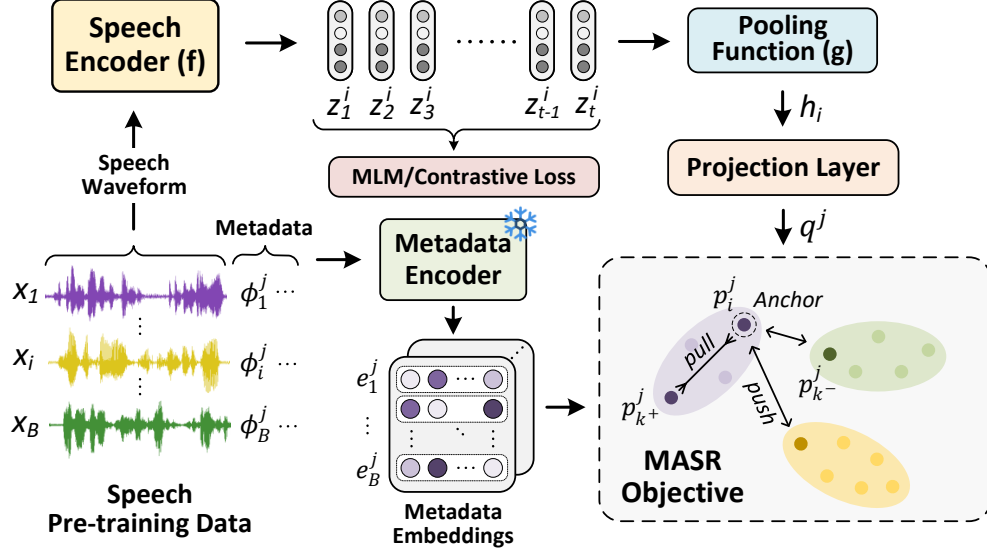 Speech
Encoder (f)
z_1^i z_2^i z_3^i ...... z_{t-1}^i z_t^i
Pooling
Function (g)
h_i
MLM/Contrastive Loss
Projection Layer
q^j
Speech
Waveform
Metadata
Metadata
Encoder
x_1 ϕ_1^j ...
x_i ϕ_i^j ...
x_B ϕ_B^j ...
Speech
Pre-training Data
e_1^j
e_B^j
Metadata
Embeddings
p_i^j Anchor
pull
p_{k^+}^j
push
p_{k^-}^j
MASR
Objective